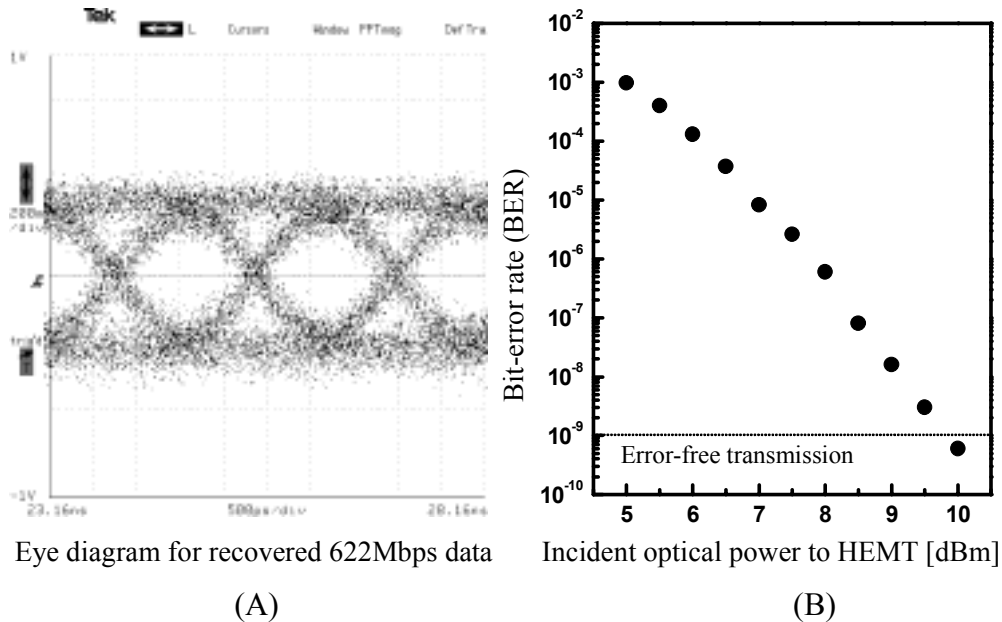 Tek
L Cursors Window
1V
-1V
23.16ns 500ps/div 28.16ns
Eye diagram for recovered 622Mbps data
(A)
Bit-error rate (BER)
10-2
10-3
10-4
10-5
10-6
10-7
10-8
10-9
10-10
Error-free transmission
5 6 7 8 9 10
Incident optical power to HEMT [dBm]
(B)